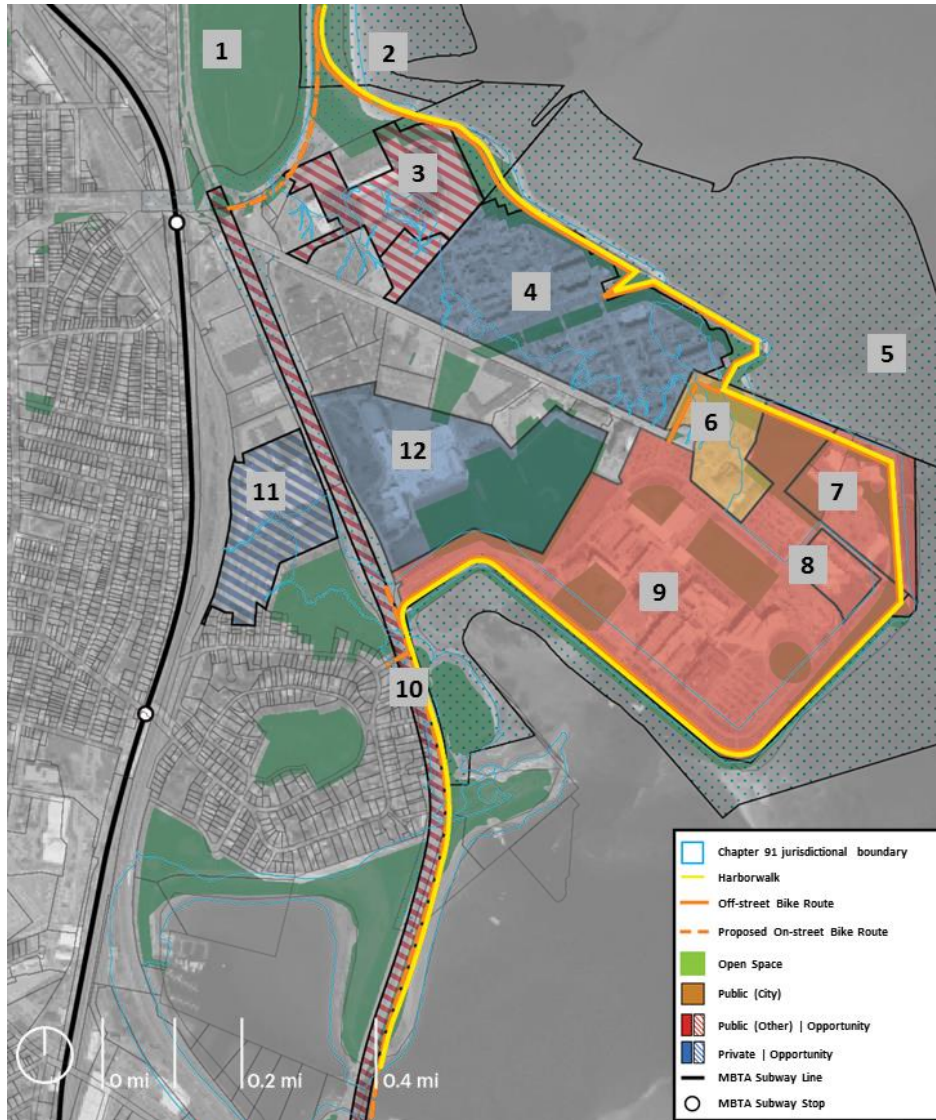 1
2
3
4
5
6
7
8
9
10
11
12
0 mi
0.2 mi
0.4 mi
Chapter 91 jurisdictional boundary
Harborwalk
Off-street Bike Route
Proposed On-street Bike Route
Open Space
Public (City)
Public (Other) | Opportunity
Private | Opportunity
MBTA Subway Line
MBTA Subway Stop